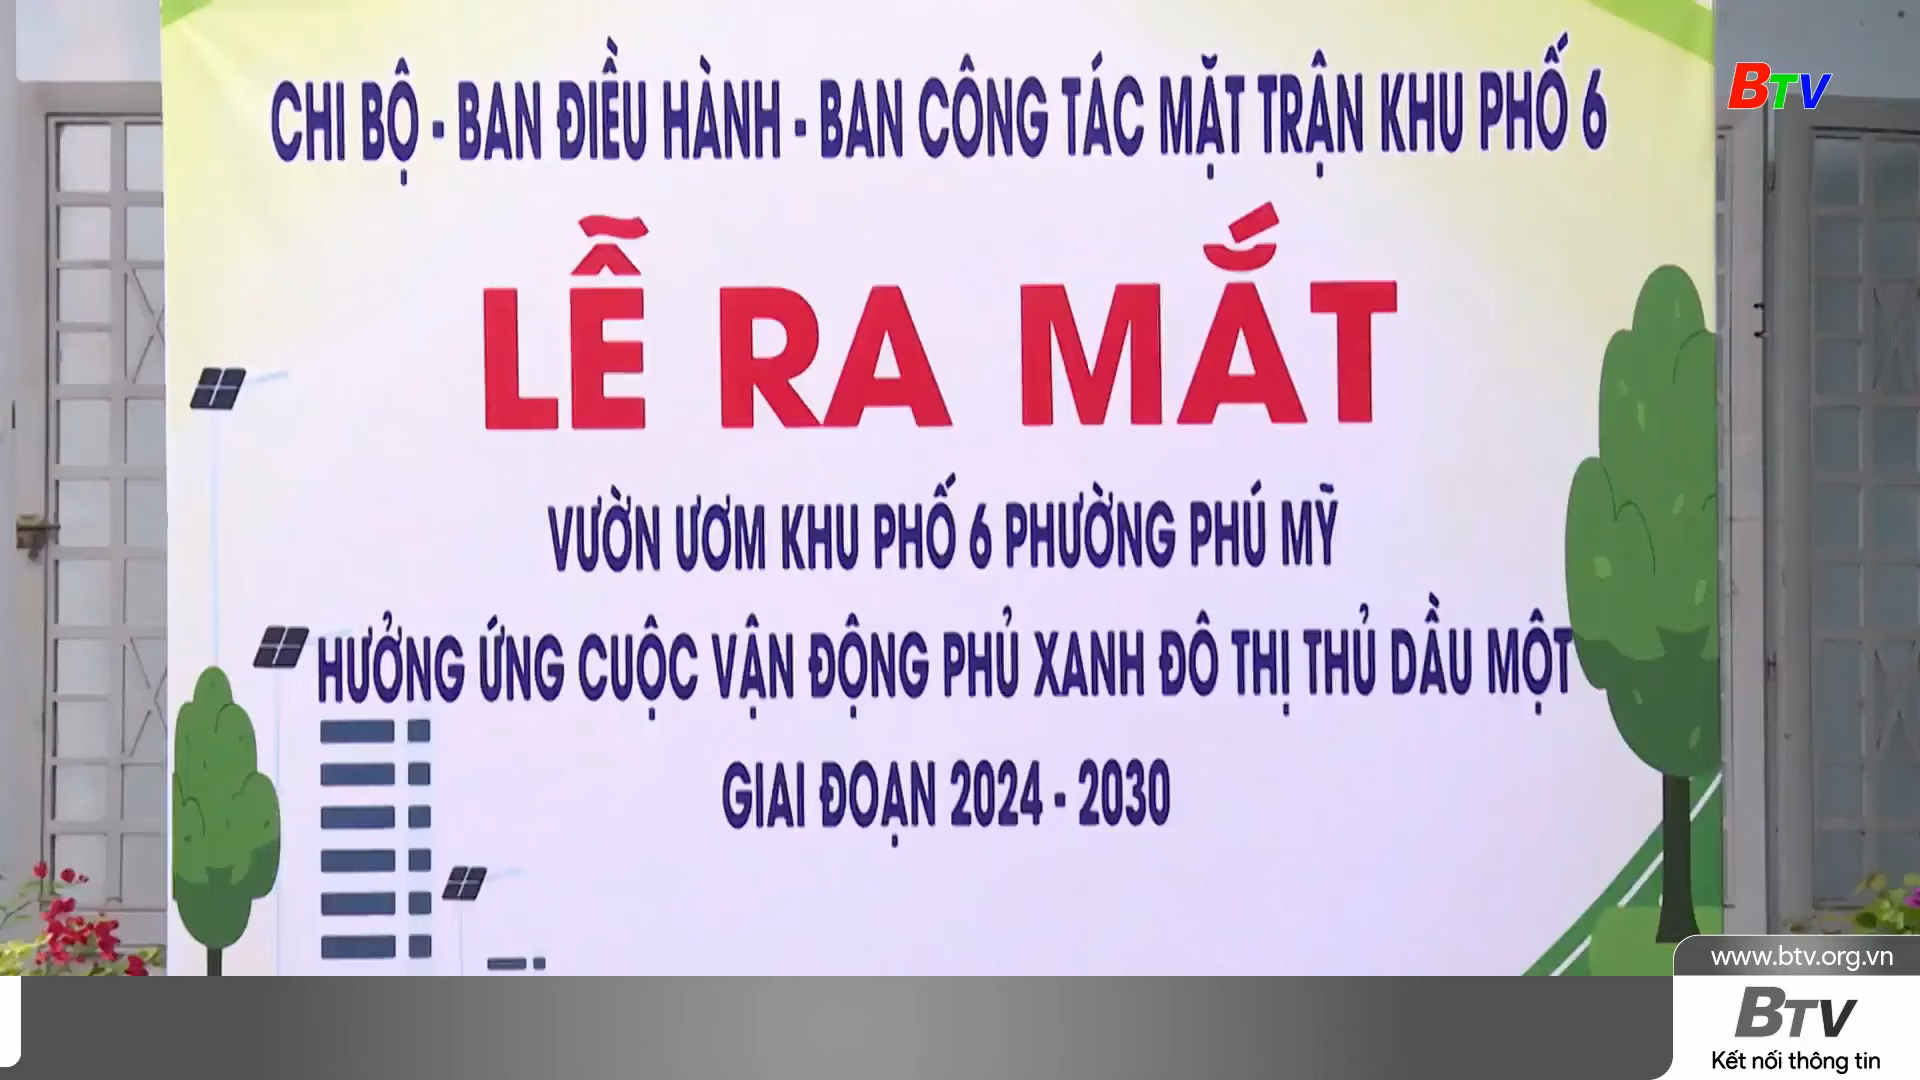 CHI BỘ - BAN ĐIỀU HÀNH - BAN CÔNG TÁC MẶT TRẬN KHU PHỐ 6
BTV
LỄ RA MẮT
VƯỜN ƯƠM KHU PHỐ 6 PHƯỜNG PHÚ MỸ
HƯỞNG ỨNG CUỘC VẬN ĐỘNG PHỦ XANH ĐÔ THỊ THỦ DẦU MỘT
GIAI ĐOẠN 2024 - 2030
www.btv.org.vn
BTV
Kết nối thông tin